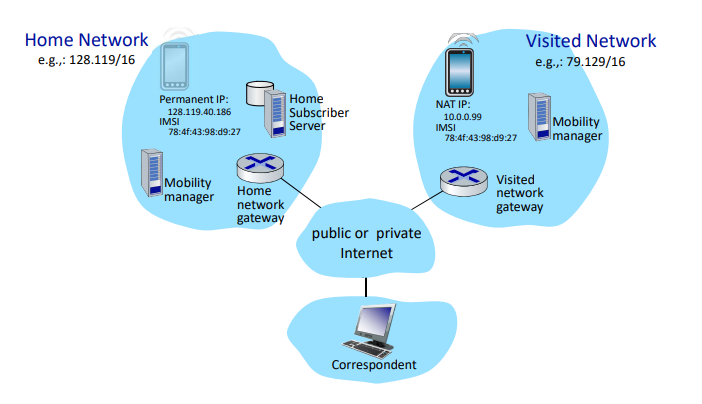 Home Network
e.g.,: 128.119/16
Permanent IP:
128.119.40.186
IMSI
78:4f:43:98:d9:27
Home
Subscriber
Server
Mobility
manager
Home
network
gateway
Visited Network
e.g.,: 79.129/16
NAT IP:
10.0.0.99
IMSI
78:4f:43:98:d9:27
Mobility
manager
Visited
network
gateway
public or private
Internet
Correspondent